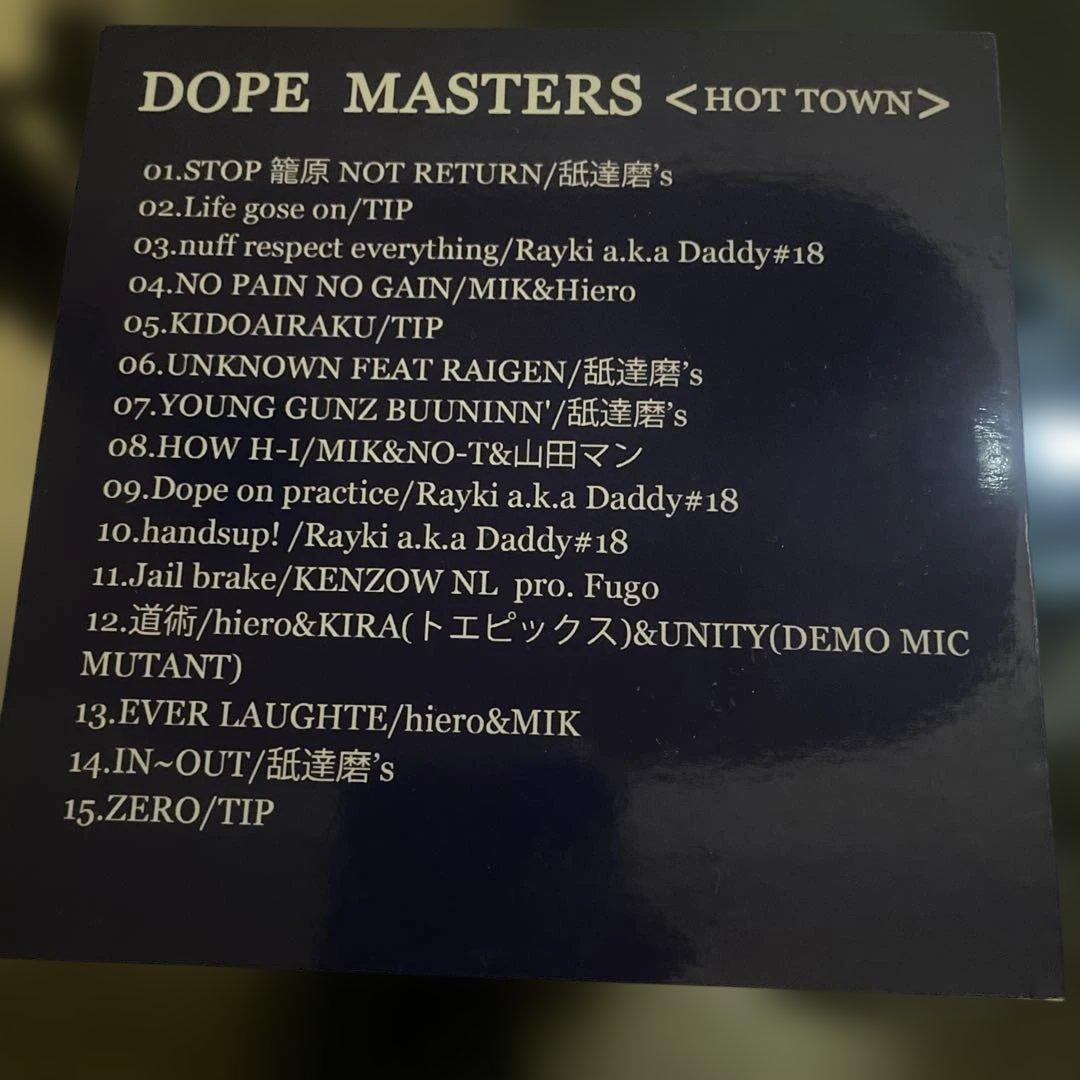 DOPE MASTERS <HOT TOWN>
01.STOP 籠原 NOT RETURN/舐達磨's
02.Life gose on/TIP
03.nuff respect everything/Rayki a.k.a Daddy#18
04.NO PAIN NO GAIN/MIK&Hiero
05.KIDOAIRAKU/TIP
06.UNKNOWN FEAT RAIGEN/舐達磨's
07.YOUNG GUNZ BUUNINN'/舐達磨's
08.HOW H-I/MIK&NO-T&山田マン
09.Dope on practice/Rayki a.k.a Daddy#18
10.handsup! /Rayki a.k.a Daddy#18
11.Jail brake/KENZOW NL pro. Fugo
12.道術/hiero&KIRA(トエピックス)&UNITY(DEMO MIC
MUTANT)
13.EVER LAUGHTE/hiero&MIK
14.IN~OUT/舐達磨's
15.ZERO/TIP